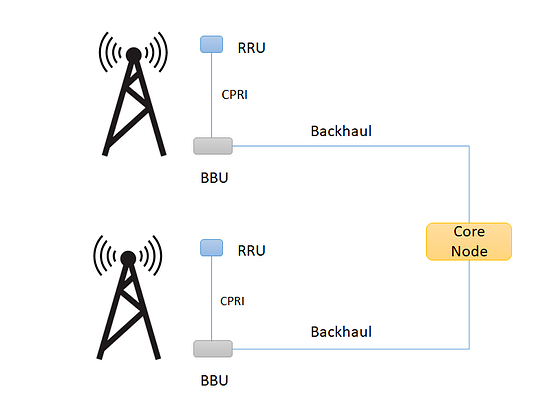 RRU
CPRI
Backhaul
BBU
Core
Node
RRU
CPRI
Backhaul
BBU